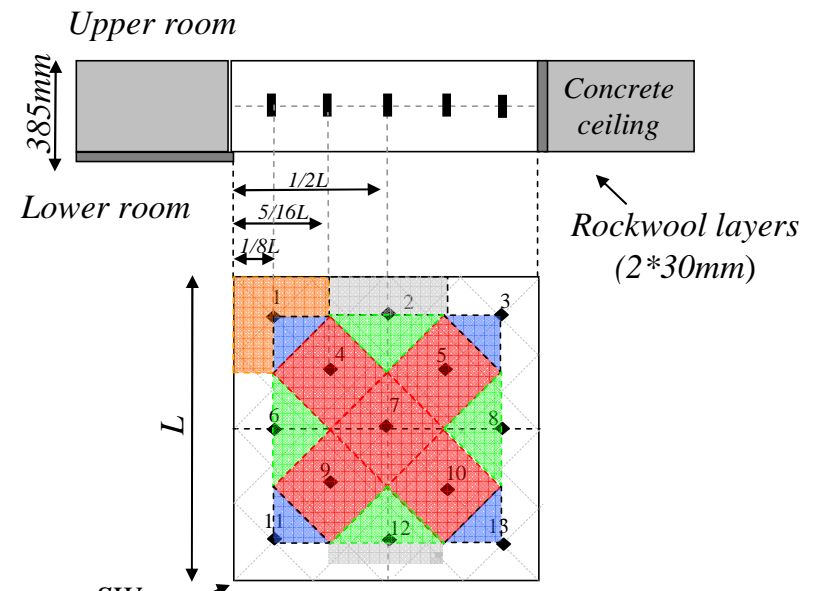 Upper room
385mm
Concrete
ceiling
1/2L
Lower room
5/16L
Rockwool layers
(2*30mm)
1/8L
1
2
3
4
5
L
6
7
8
9
10
11
12
13